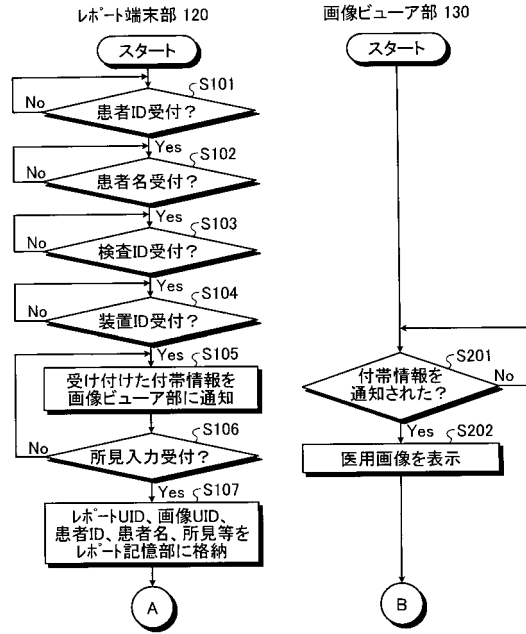 レポート端末部 120
スタート
S101
患者ID受付？
No
Yes
S102
患者名受付？
No
Yes
S103
検査ID受付？
No
Yes
S104
装置ID受付？
No
Yes
S105
受け付けた付帯情報を
画像ビューア部に通知
S106
所見入力受付？
No
Yes
S107
レポートUID、画像UID、
患者ID、患者名、所見等を
レポート記憶部に格納
A
画像ビューア部 130
スタート
S201
付帯情報を
通知された？
No
Yes
S202
医用画像を表示
B